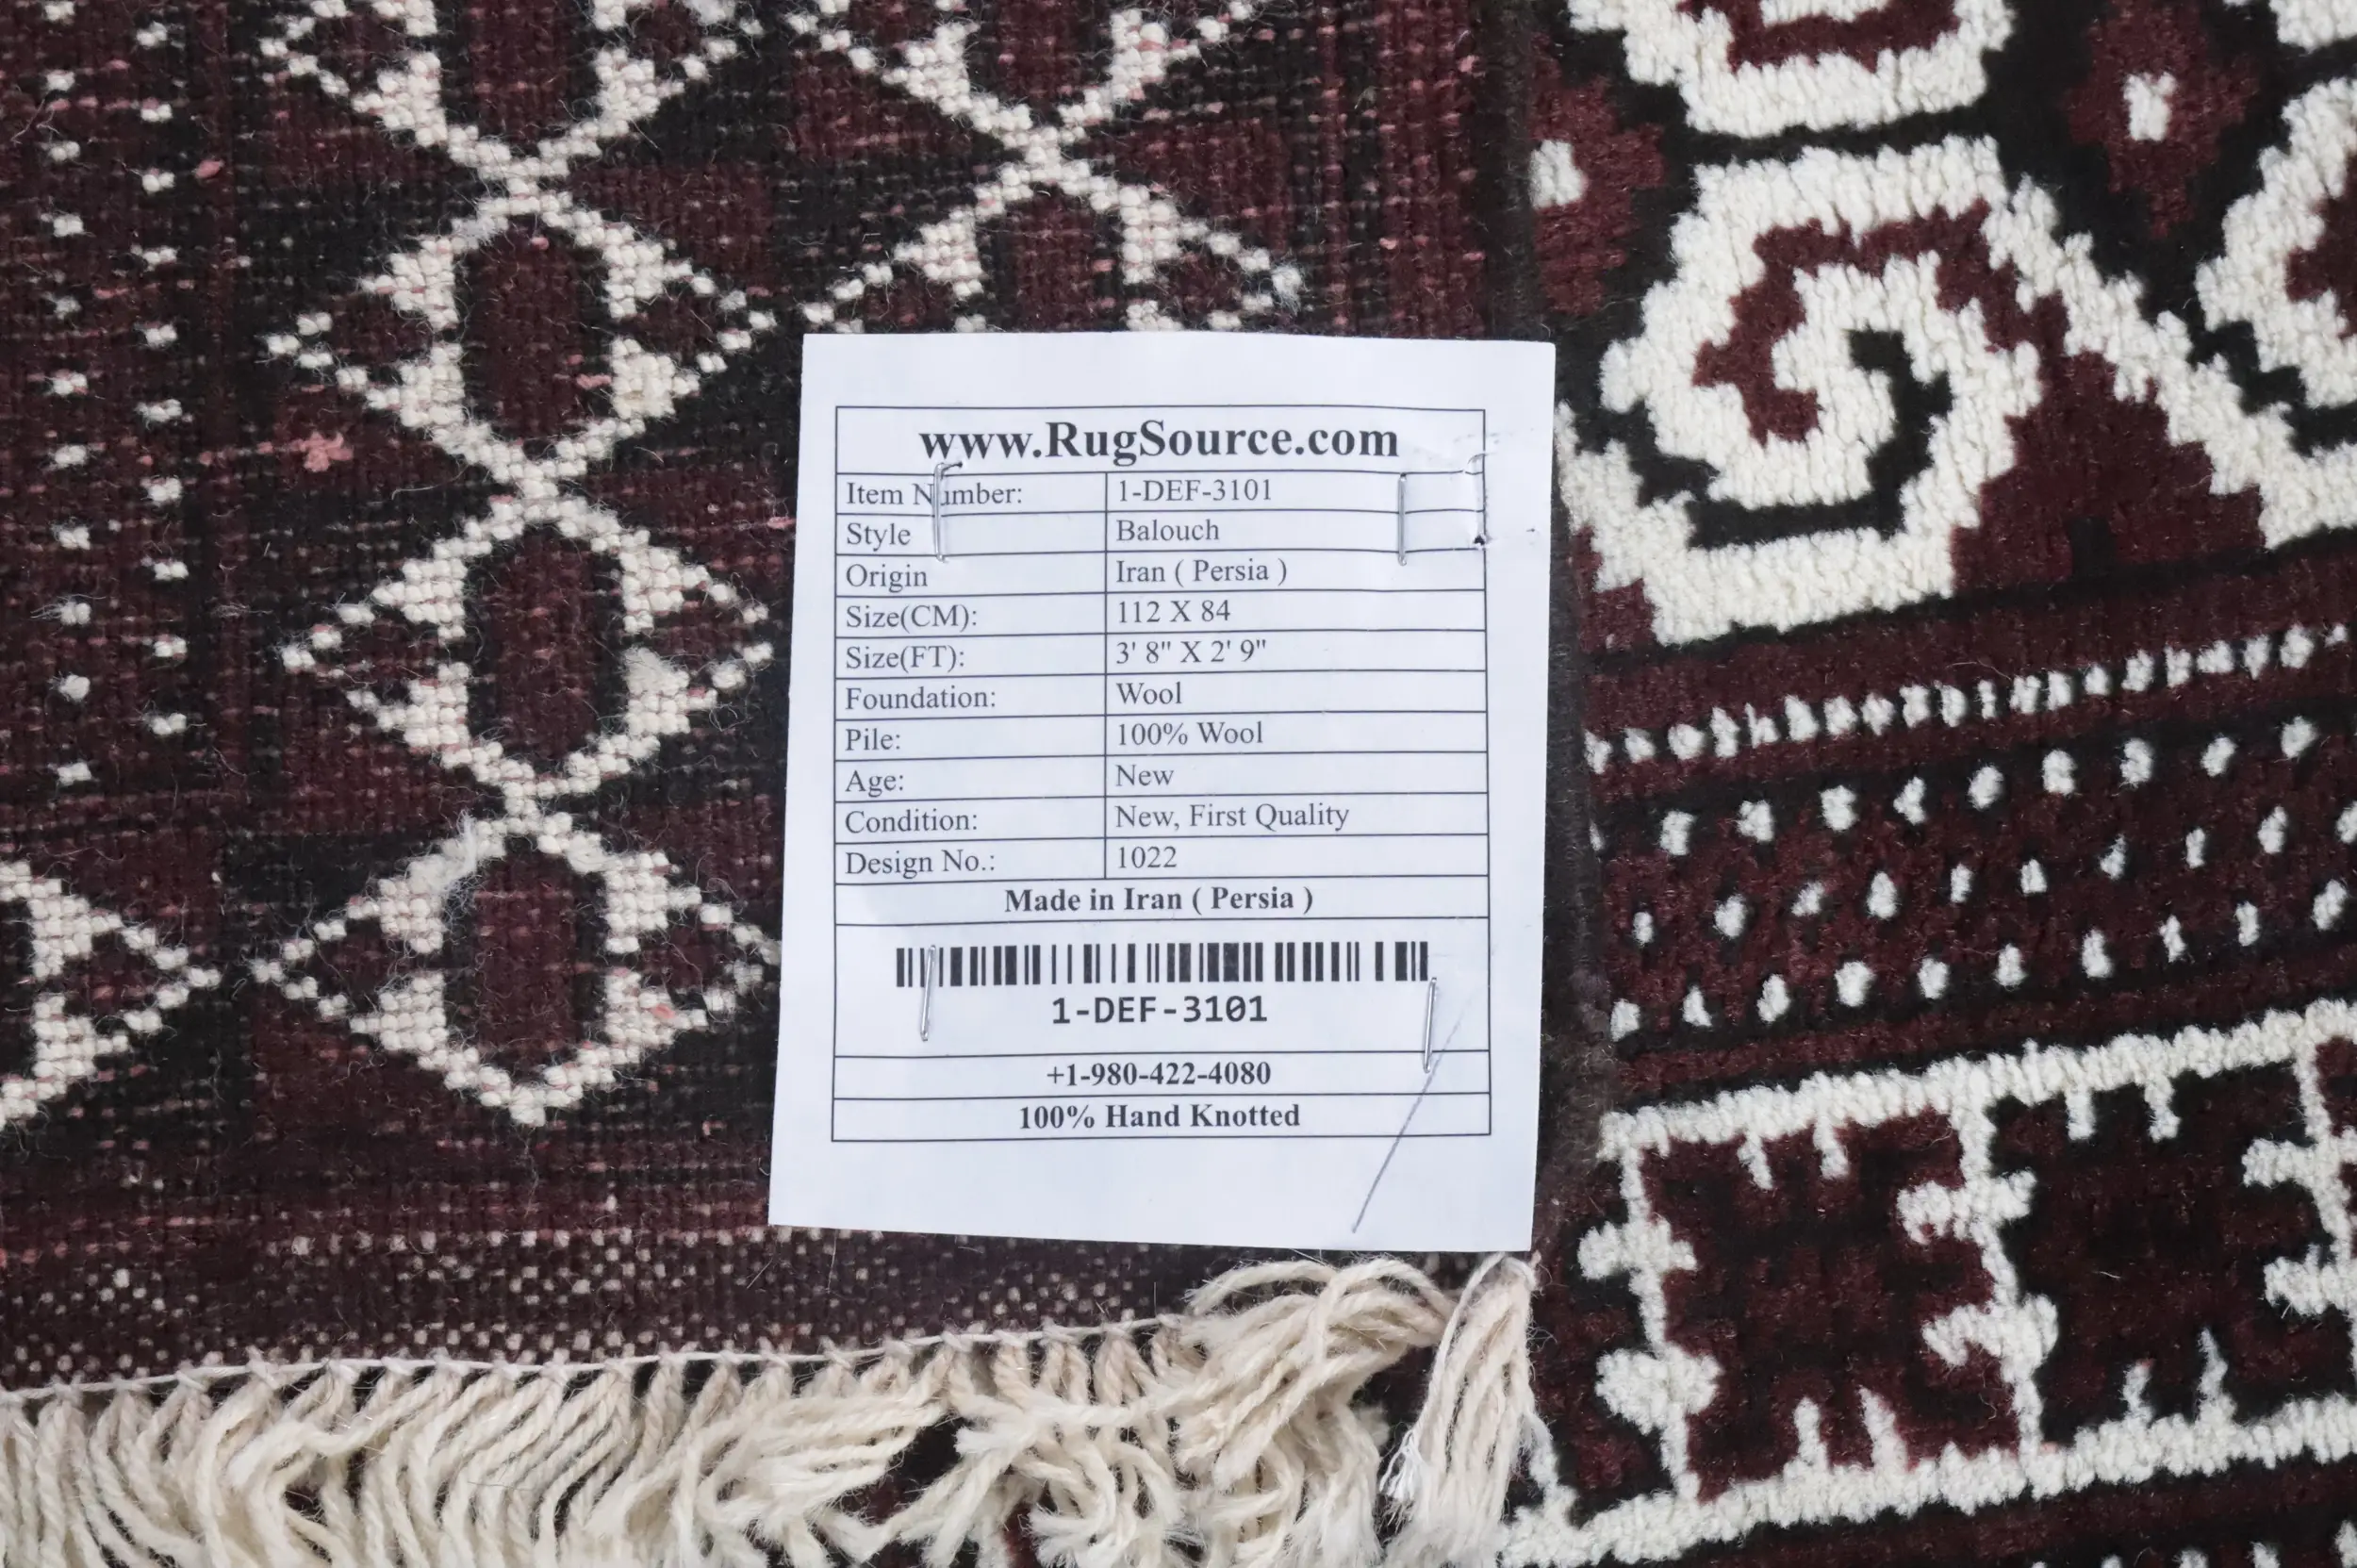 www.RugSource.com
Item Number: 1-DEF-3101
Style Balouch
Origin Iran ( Persia )
Size(CM): 112 X 84
Size(FT): 3' 8" X 2' 9"
Foundation: Wool
Pile: 100% Wool
Age: New
Condition: New, First Quality
Design No.: 1022
Made in Iran ( Persia )
1-DEF-3101
+1-980-422-4080
100% Hand Knotted